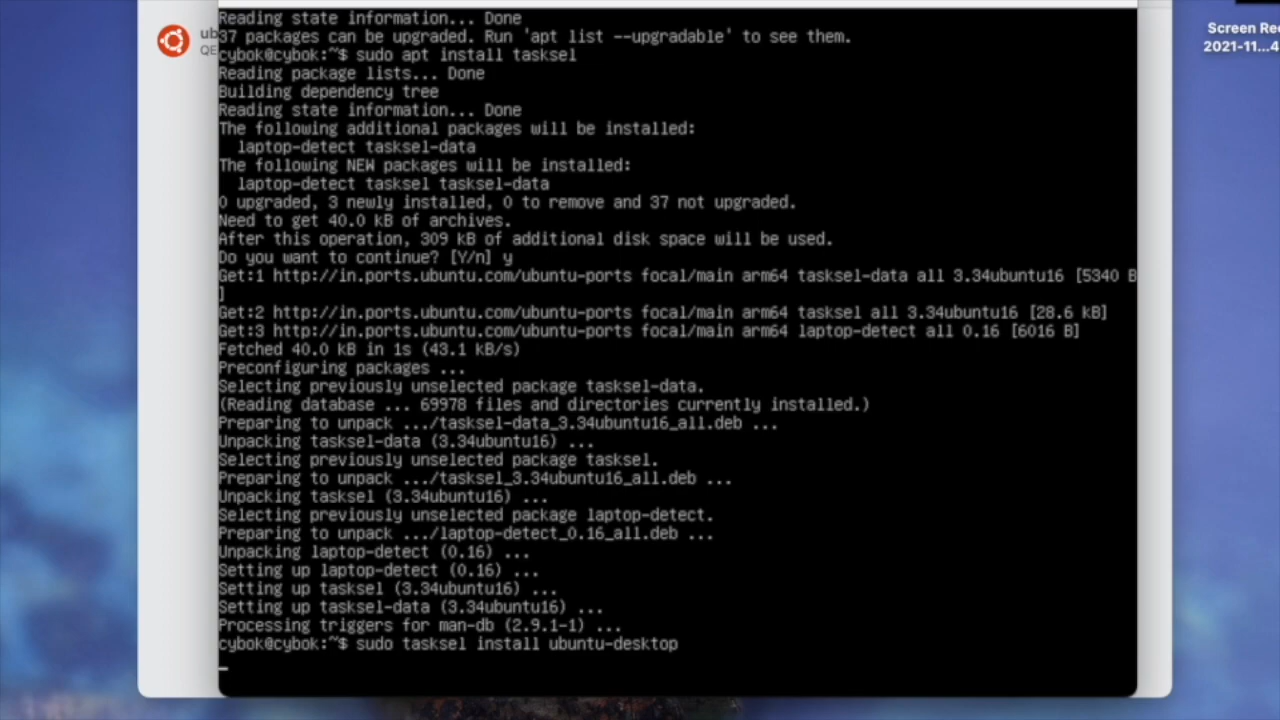 Reading state information... Done
37 packages can be upgraded. Run 'apt list --upgradable' to see them.
cybok@cybok:~$ sudo apt install tasksel
Reading package lists... Done
Building dependency tree
Reading state information... Done
The following additional packages will be installed:
  laptop-detect tasksel-data
The following NEW packages will be installed:
  laptop-detect tasksel tasksel-data
0 upgraded, 3 newly installed, 0 to remove and 37 not upgraded.
Need to get 40.0 kB of archives.
After this operation, 309 kB of additional disk space will be used.
Do you want to continue? [Y/n] y
Get:1 http://in.ports.ubuntu.com/ubuntu-ports focal/main arm64 tasksel-data all 3.34ubuntu16 [5340 B
]
Get:2 http://in.ports.ubuntu.com/ubuntu-ports focal/main arm64 tasksel all 3.34ubuntu16 [28.6 kB]
Get:3 http://in.ports.ubuntu.com/ubuntu-ports focal/main arm64 laptop-detect all 0.16 [6016 B]
Fetched 40.0 kB in 1s (43.1 kB/s)
Preconfiguring packages ...
Selecting previously unselected package tasksel-data.
(Reading database ... 69978 files and directories currently installed.)
Preparing to unpack .../tasksel-data_3.34ubuntu16_all.deb ...
Unpacking tasksel-data (3.34ubuntu16) ...
Selecting previously unselected package tasksel.
Preparing to unpack .../tasksel_3.34ubuntu16_all.deb ...
Unpacking tasksel (3.34ubuntu16) ...
Selecting previously unselected package laptop-detect.
Preparing to unpack .../laptop-detect_0.16_all.deb ...
Unpacking laptop-detect (0.16) ...
Setting up laptop-detect (0.16) ...
Setting up tasksel (3.34ubuntu16) ...
Setting up tasksel-data (3.34ubuntu16) ...
Processing triggers for man-db (2.9.1-1) ...
cybok@cybok:~$ sudo tasksel install ubuntu-desktop
ub
QE
Screen Re
2021-11...4